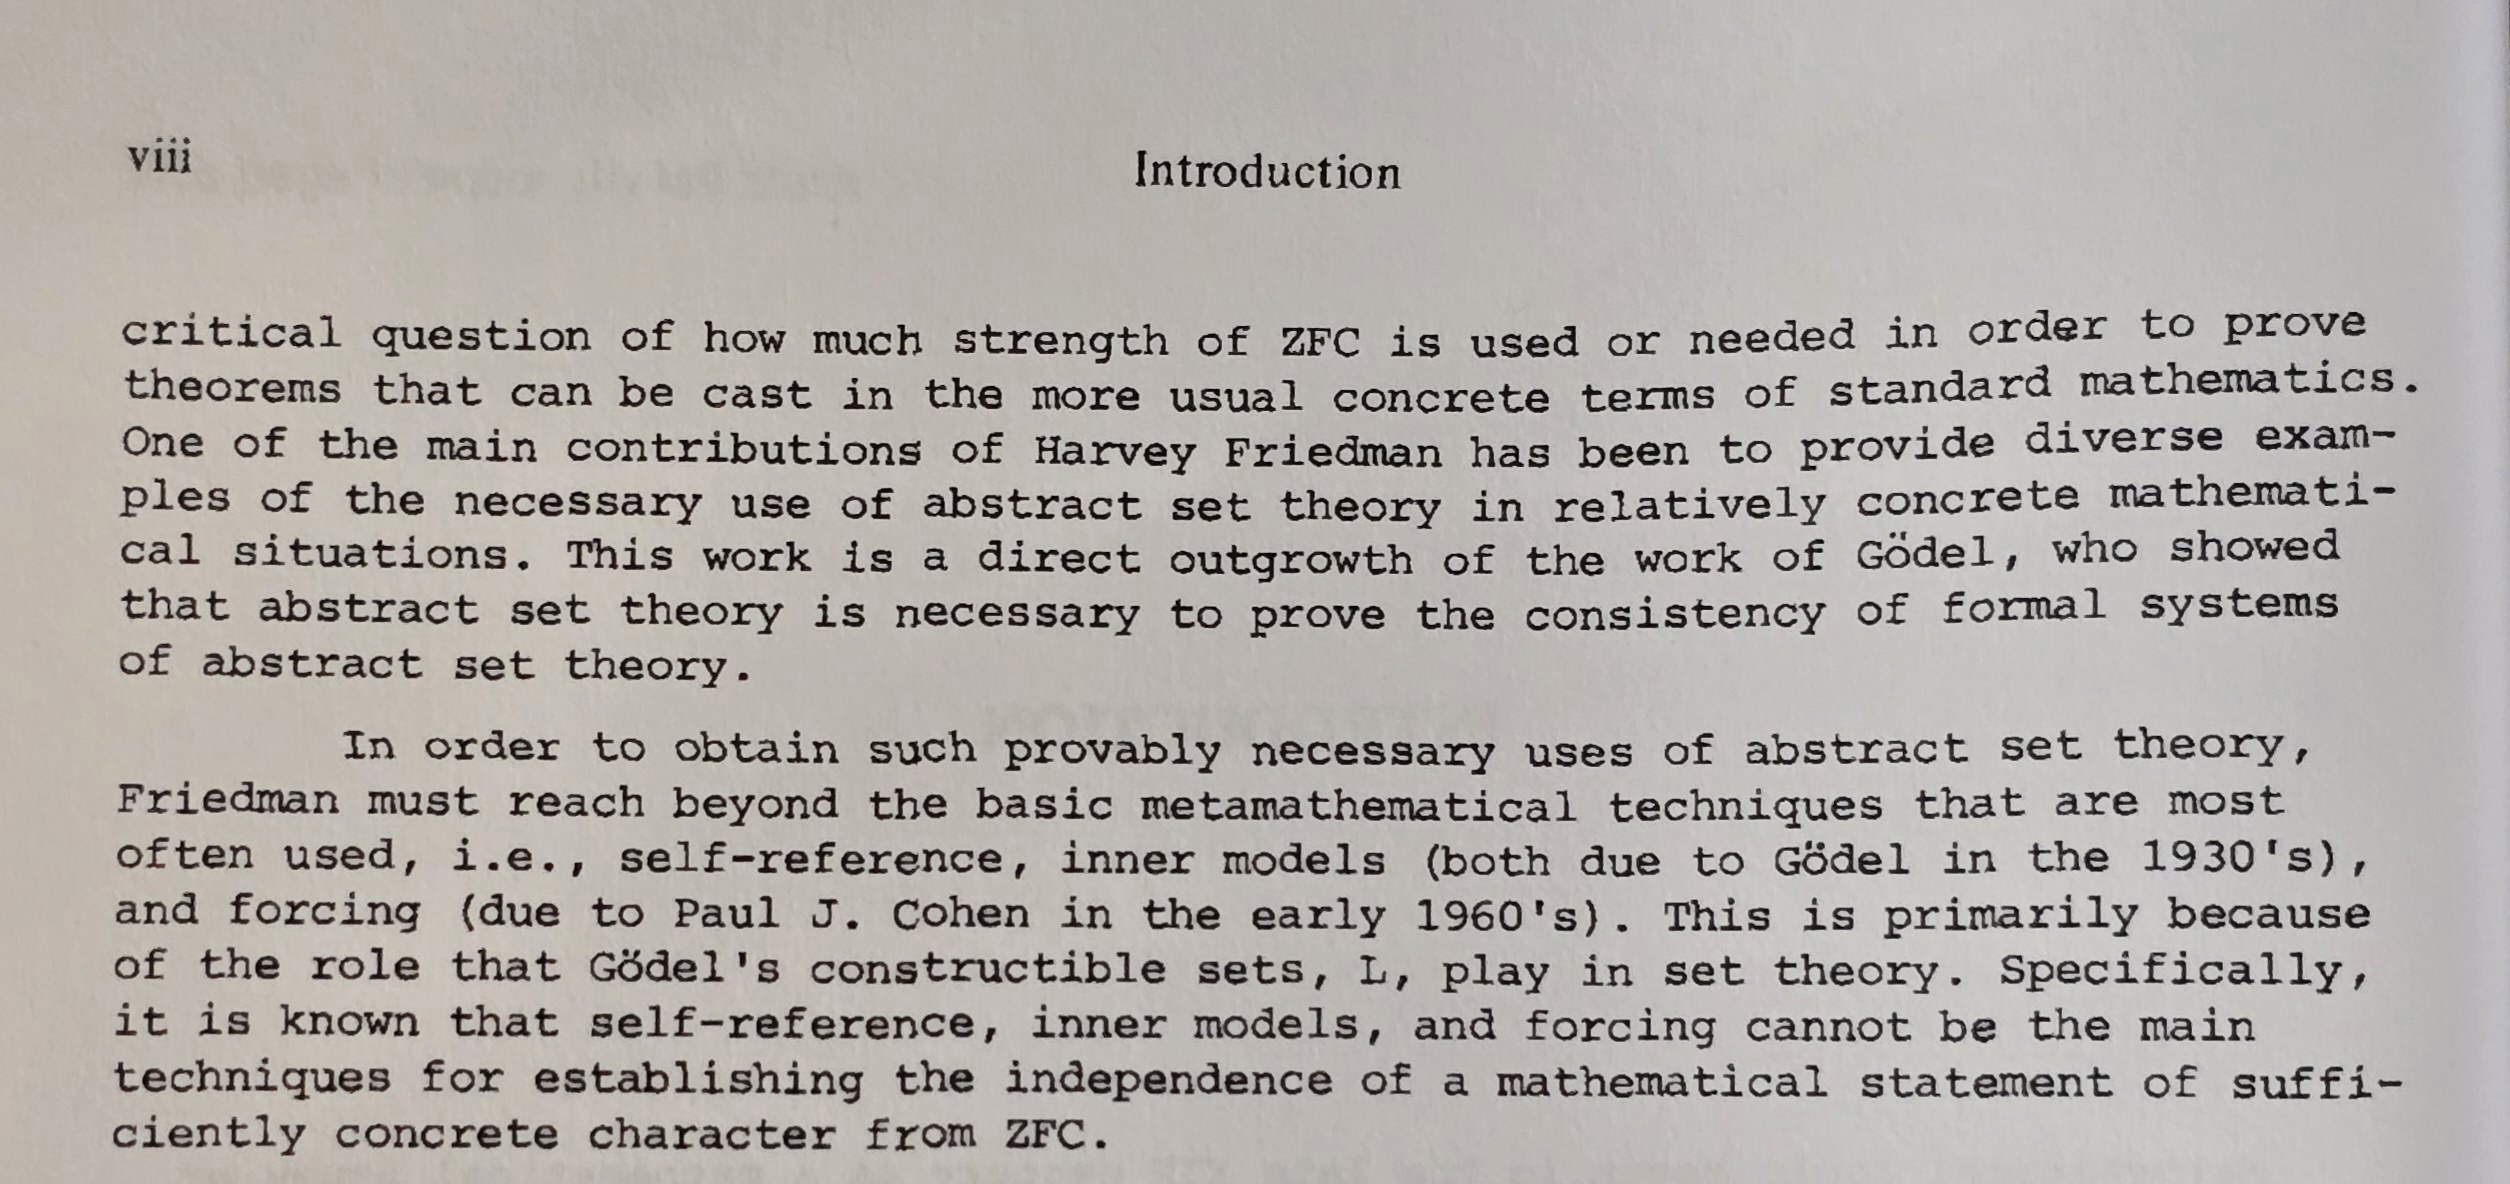 viii
Introduction
critical question of how much strength of ZFC is used or needed in order to prove
theorems that can be cast in the more usual concrete terms of standard mathematics.
One of the main contributions of Harvey Friedman has been to provide diverse exam-
ples of the necessary use of abstract set theory in relatively concrete mathemati-
cal situations. This work is a direct outgrowth of the work of Gödel, who showed
that abstract set theory is necessary to prove the consistency of formal systems
of abstract set theory.
In order to obtain such provably necessary uses of abstract set theory,
Friedman must reach beyond the basic metamathematical techniques that are most
often used, i.e., self-reference, inner models (both due to Gödel in the 1930's),
and forcing (due to Paul J. Cohen in the early 1960's). This is primarily because
of the role that Gödel's constructible sets, L, play in set theory. Specifically,
it is known that self-reference, inner models, and forcing cannot be the main
techniques for establishing the independence of a mathematical statement of suffi-
ciently concrete character from ZFC.